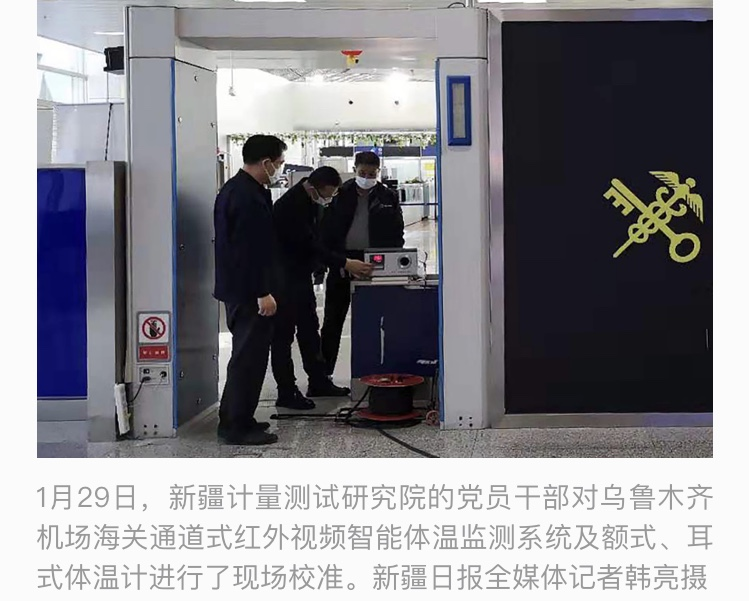 1月29日，新疆计量测试研究院的党员干部对乌鲁木齐
机场海关通道式红外视频智能体温监测系统及额式、耳
式体温计进行了现场校准。新疆日报全媒体记者韩亮摄